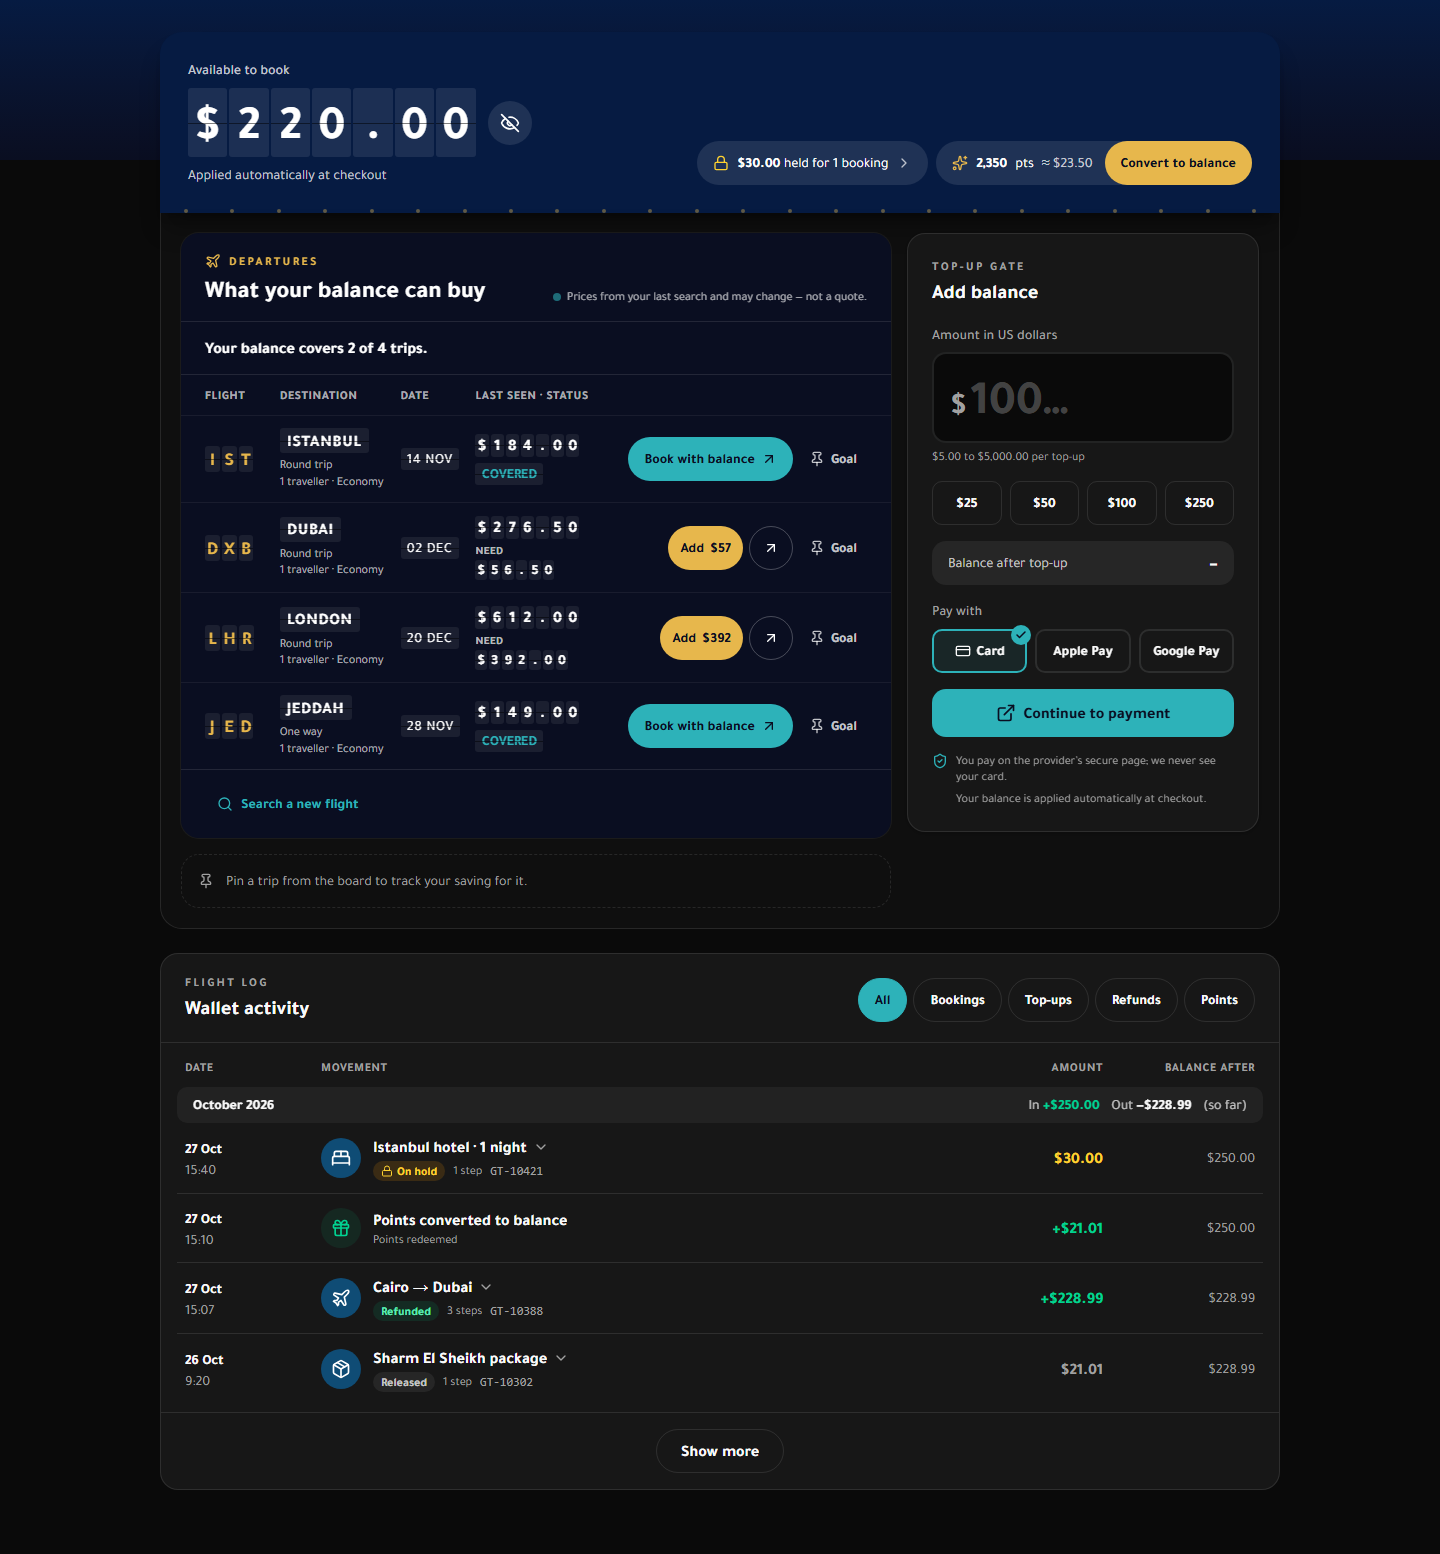 Available to book
$220.00
Applied automatically at checkout
$30.00 held for 1 booking
2,350 pts ≈ $23.50
Convert to balance
DEPARTURES
What your balance can buy
Prices from your last search and may change – not a quote.
Your balance covers 2 of 4 trips.
FLIGHT DESTINATION DATE LAST SEEN · STATUS
IST
ISTANBUL
Round trip
1 traveller · Economy
14 NOV
$184.00
COVERED
Book with balance
Goal
DXB
DUBAI
Round trip
1 traveller · Economy
02 DEC
$276.50
NEED
$56.50
Add $57
Goal
LHR
LONDON
Round trip
1 traveller · Economy
20 DEC
$612.00
NEED
$392.00
Add $392
Goal
JED
JEDDAH
One way
1 traveller · Economy
28 NOV
$149.00
COVERED
Book with balance
Goal
Search a new flight
Pin a trip from the board to track your saving for it.
TOP-UP GATE
Add balance
Amount in US dollars
$ 100...
$5.00 to $5,000.00 per top-up
$25 $50 $100 $250
Balance after top-up –
Pay with
Card Apple Pay Google Pay
Continue to payment
You pay on the provider's secure page; we never see
your card.
Your balance is applied automatically at checkout.
FLIGHT LOG
Wallet activity
All Bookings Top-ups Refunds Points
DATE MOVEMENT AMOUNT BALANCE AFTER
October 2026 In +$250.00 Out –$228.99 (so far)
27 Oct
15:40
Istanbul hotel · 1 night
On hold 1 step GT-10421
$30.00
$250.00
27 Oct
15:10
Points converted to balance
Points redeemed
+$21.01
$250.00
27 Oct
15:07
Cairo → Dubai
Refunded 3 steps GT-10388
+$228.99
$228.99
26 Oct
9:20
Sharm El Sheikh package
Released 1 step GT-10302
$21.01
$228.99
Show more